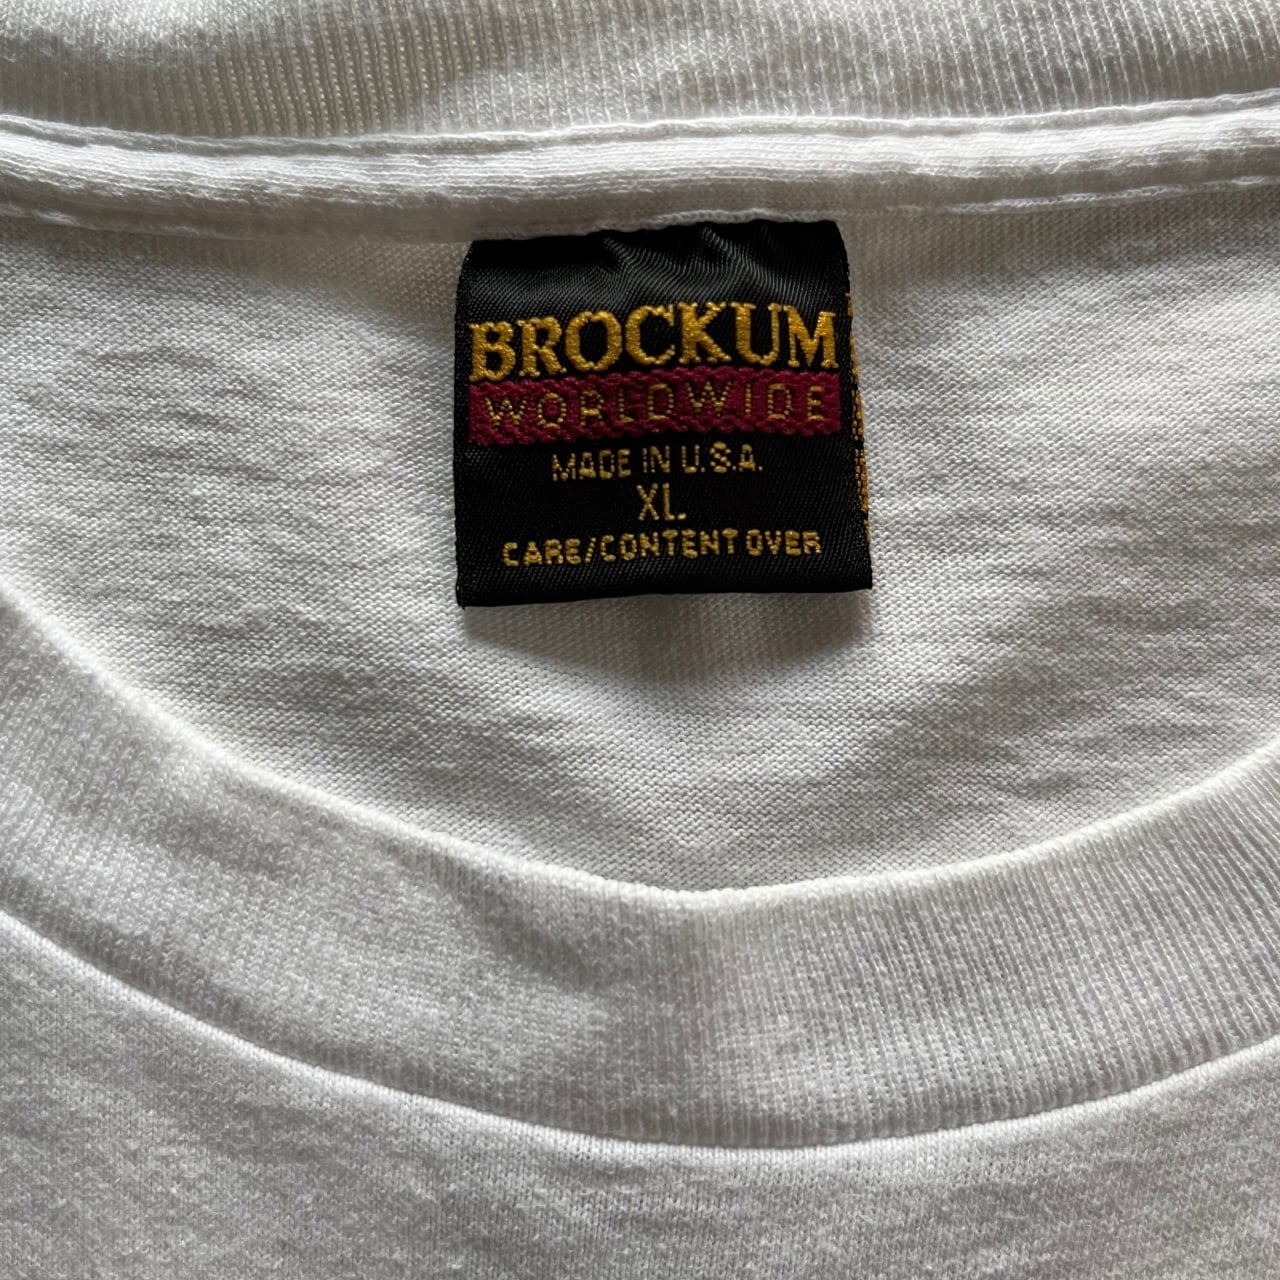 BROCKUM
WORLDWIDE
MADE IN U.S.A.
XL.
CARE/CONTENT OVER